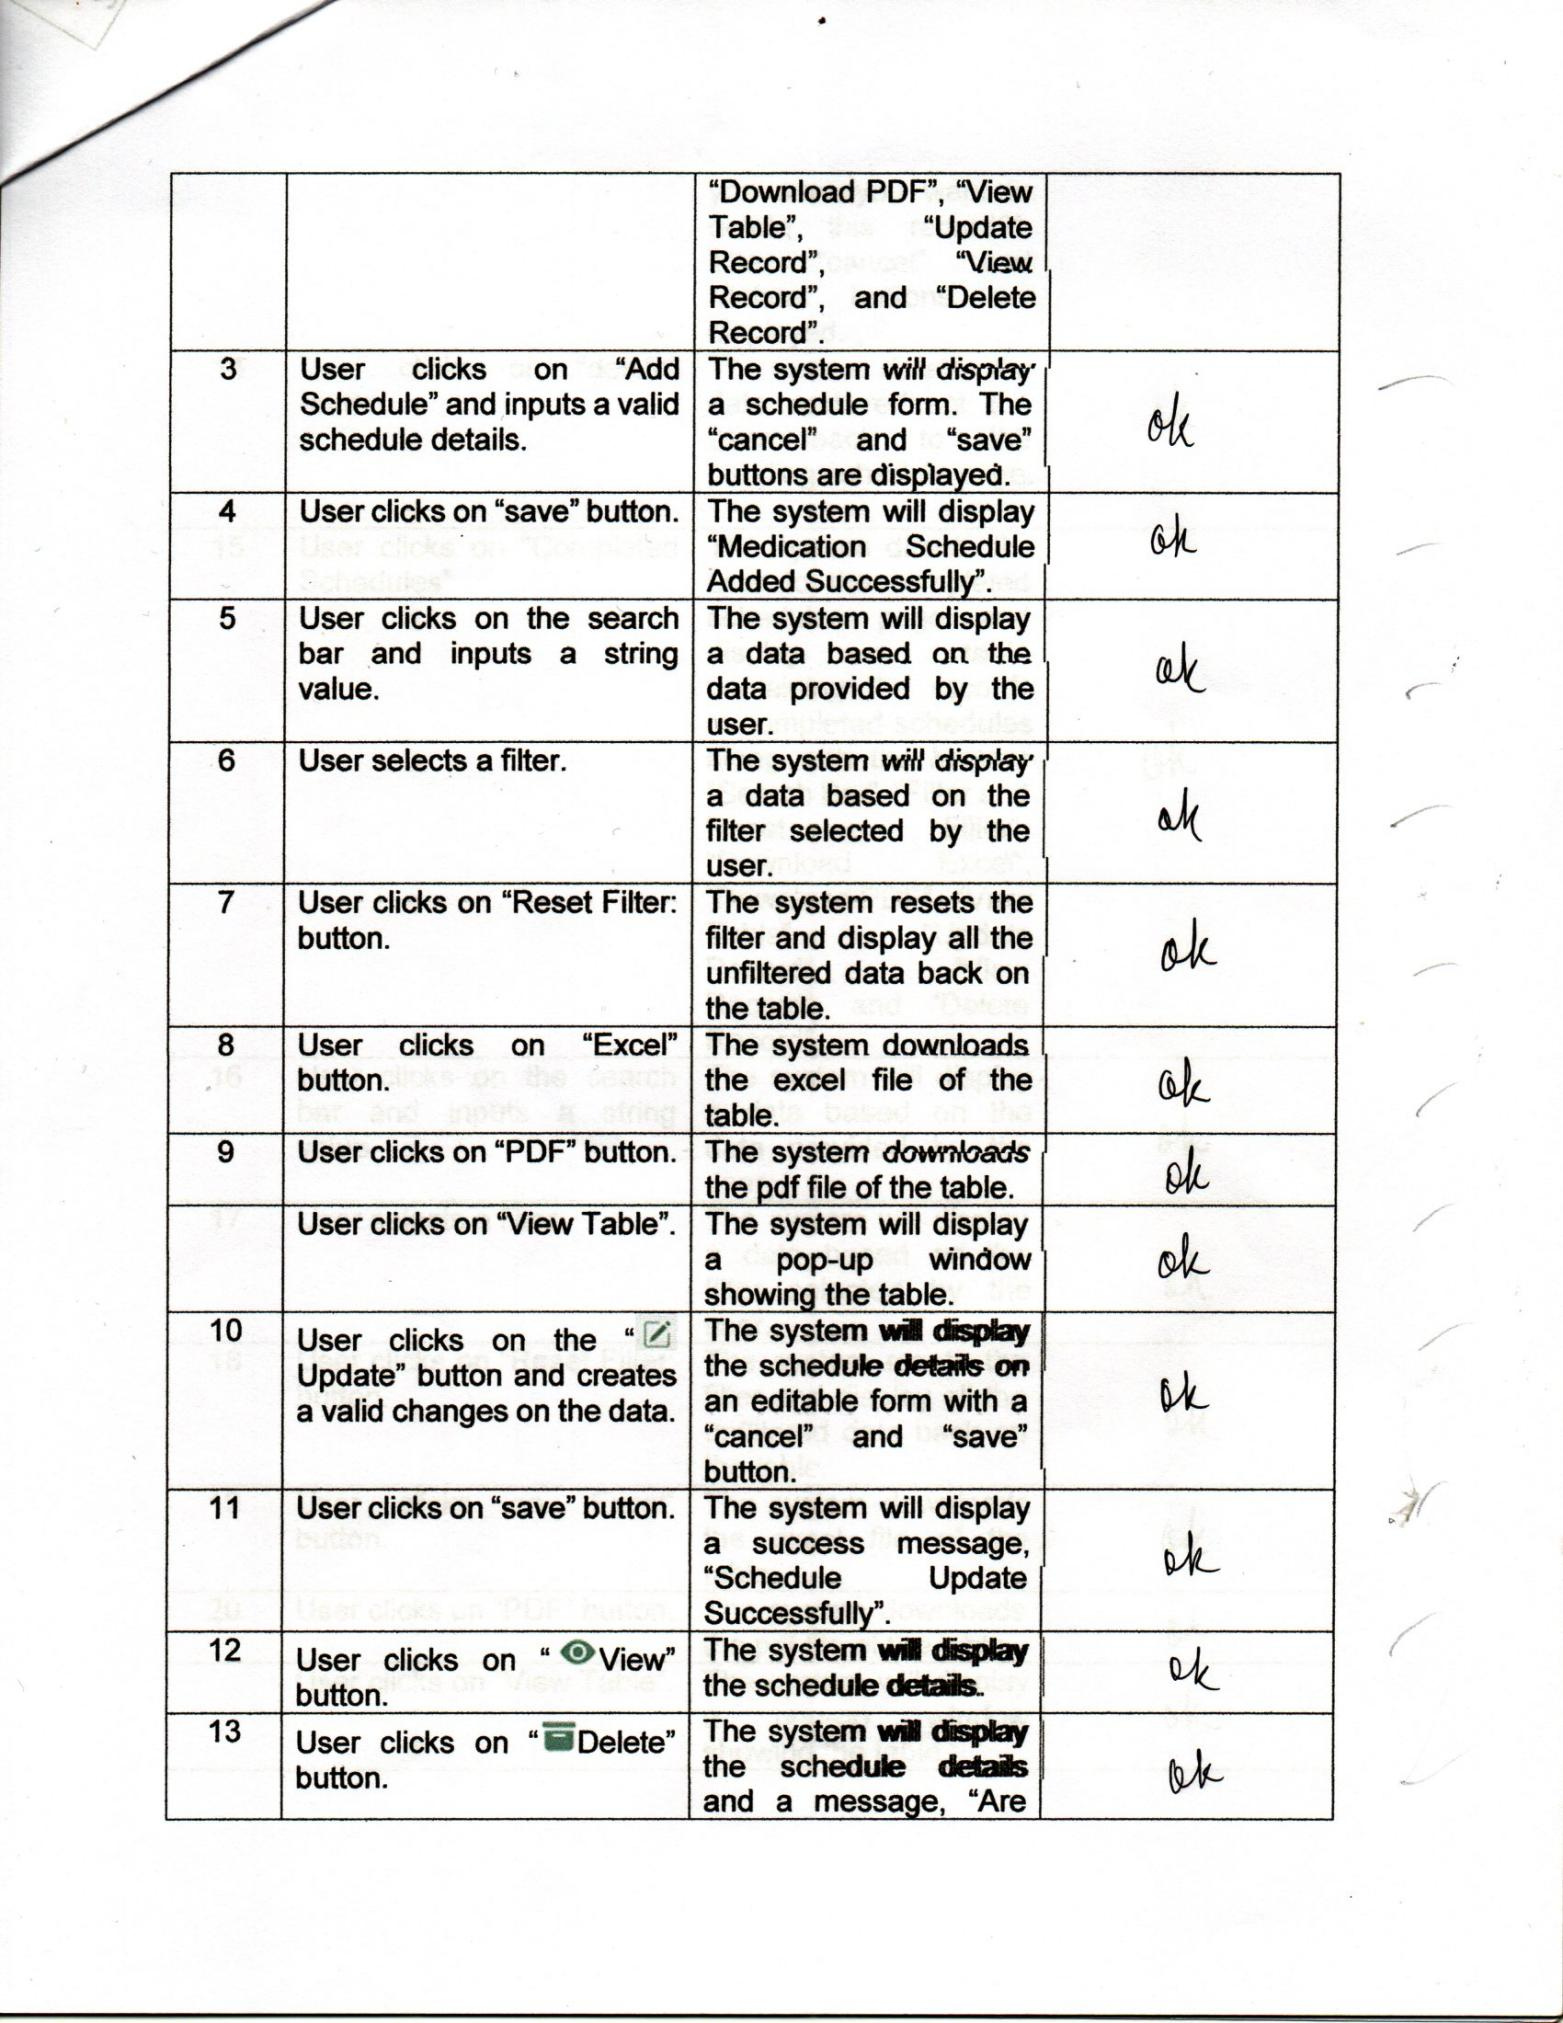 “Download PDF”, “View
Table”, “Update
Record”, “View
Record”, and “Delete
Record”.
3
User clicks on “Add
Schedule” and inputs a valid
schedule details.
The system will display
a schedule form. The
“cancel” and “save”
buttons are displayed.
ok
4
User clicks on “save” button.
The system will display
“Medication Schedule
Added Successfully”.
ok
5
User clicks on the search
bar and inputs a string
value.
The system will display
a data based on the
data provided by the
user.
ok
6
User selects a filter.
The system will display
a data based on the
filter selected by the
user.
ok
7
User clicks on “Reset Filter:
button.
The system resets the
filter and display all the
unfiltered data back on
the table.
ok
8
User clicks on “Excel”
button.
The system downloads
the excel file of the
table.
ok
9
User clicks on “PDF” button.
The system downloads
the pdf file of the table.
ok
User clicks on “View Table”.
The system will display
a pop-up window
showing the table.
ok
10
User clicks on the “
Update” button and creates
a valid changes on the data.
The system will display
the schedule details on
an editable form with a
“cancel” and “save”
button.
ok
11
User clicks on “save” button.
The system will display
a success message,
“Schedule Update
Successfully”.
ok
12
User clicks on “ View”
button.
The system will display
the schedule details.
ok
13
User clicks on “ Delete”
button.
The system will display
the schedule details
and a message, “Are
ok